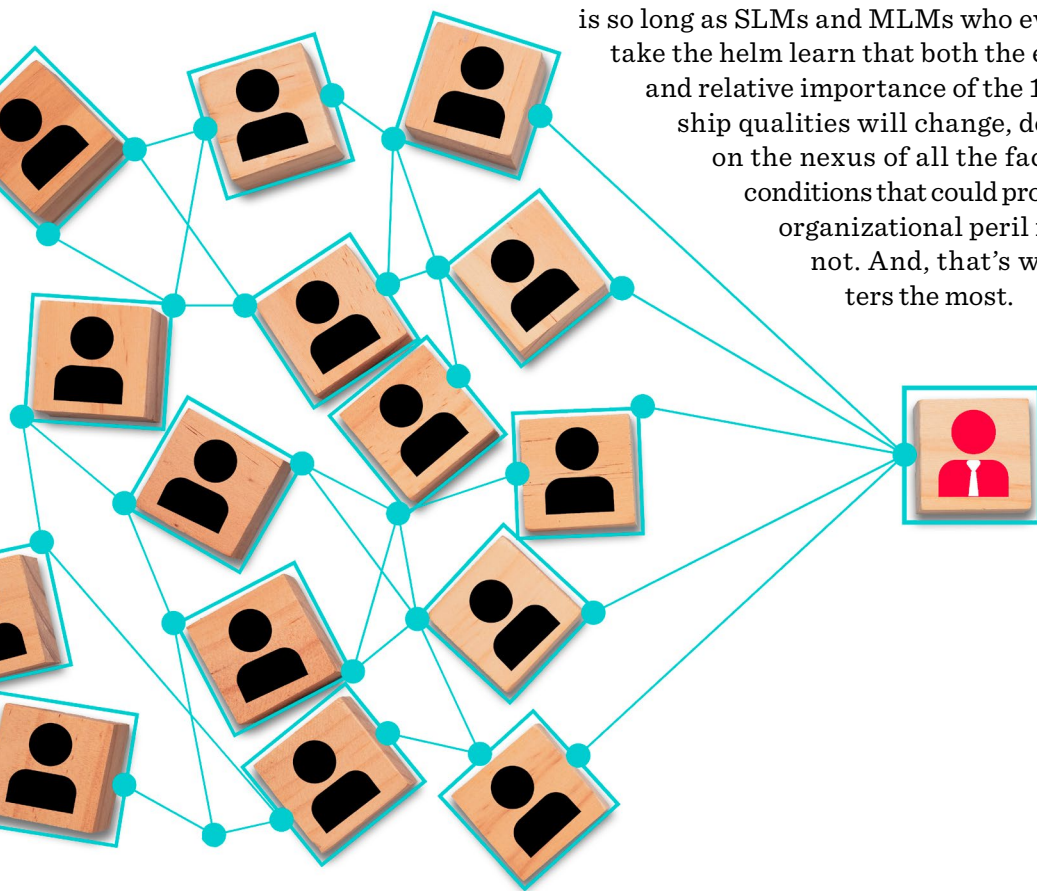 is so long as SLMs and MLMs who
take the helm learn that both the
and relative importance of the
ship qualities will change,
on the nexus of all the
conditions that could
organizational peril
not. And, that’s
ters the most.